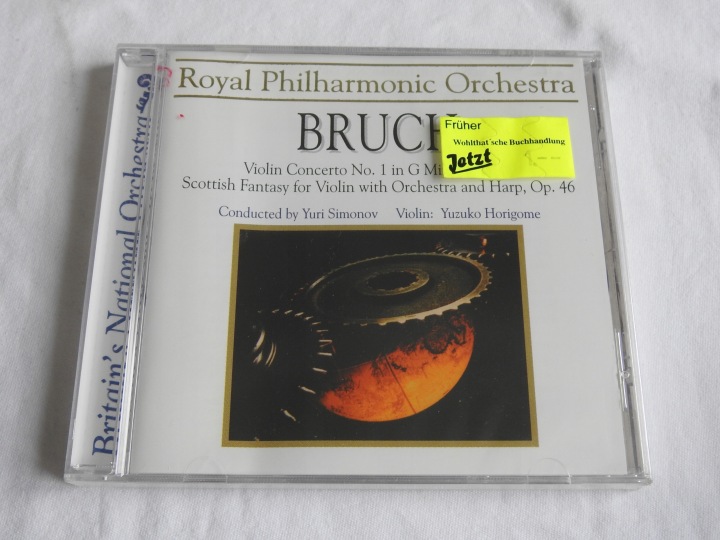 Royal Philharmonic Orchestra
BRUCH
Früher
Wohlthat'sche Buchhandlung
Jetzt
Violin Concerto No. 1 in G Mi
Scottish Fantasy for Violin with Orchestra and Harp, Op. 46
Conducted by Yuri Simonov Violin: Yuzuko Horigome
Britain's National Orchestra